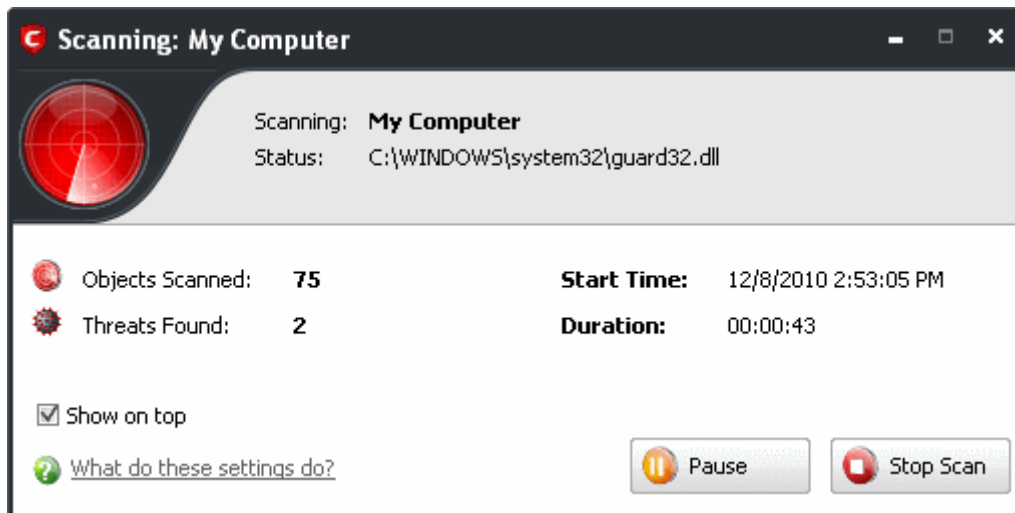 Scanning: My Computer
Scanning: My Computer
Status: C:\WINDOWS\system32\guard32.dll
Objects Scanned: 75 Start Time: 12/8/2010 2:53:05 PM
Threats Found: 2 Duration: 00:00:43
Show on top
What do these settings do? Pause Stop Scan